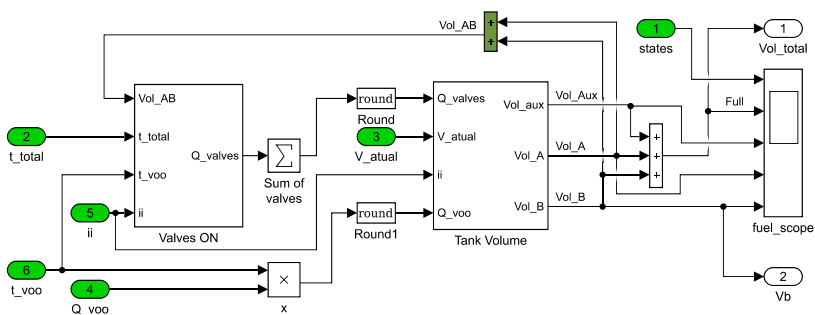 Vol_AB
+
+
1
states
1
Vol_total
Vol_AB
t_total
t_voo
ii
Q_valves
Valves ON
2
t_total
5
ii
6
t_voo
4
Q_voo
Σ
Sum of
valves
×
x
round
Round
3
V_atual
round
Round1
Q_valves
V_atual
ii
Q_voo
Vol_aux
Vol_A
Vol_B
Tank Volume
Vol_Aux
Vol_A
Vol_B
+
+
+
Full
fuel_scope
2
Vb